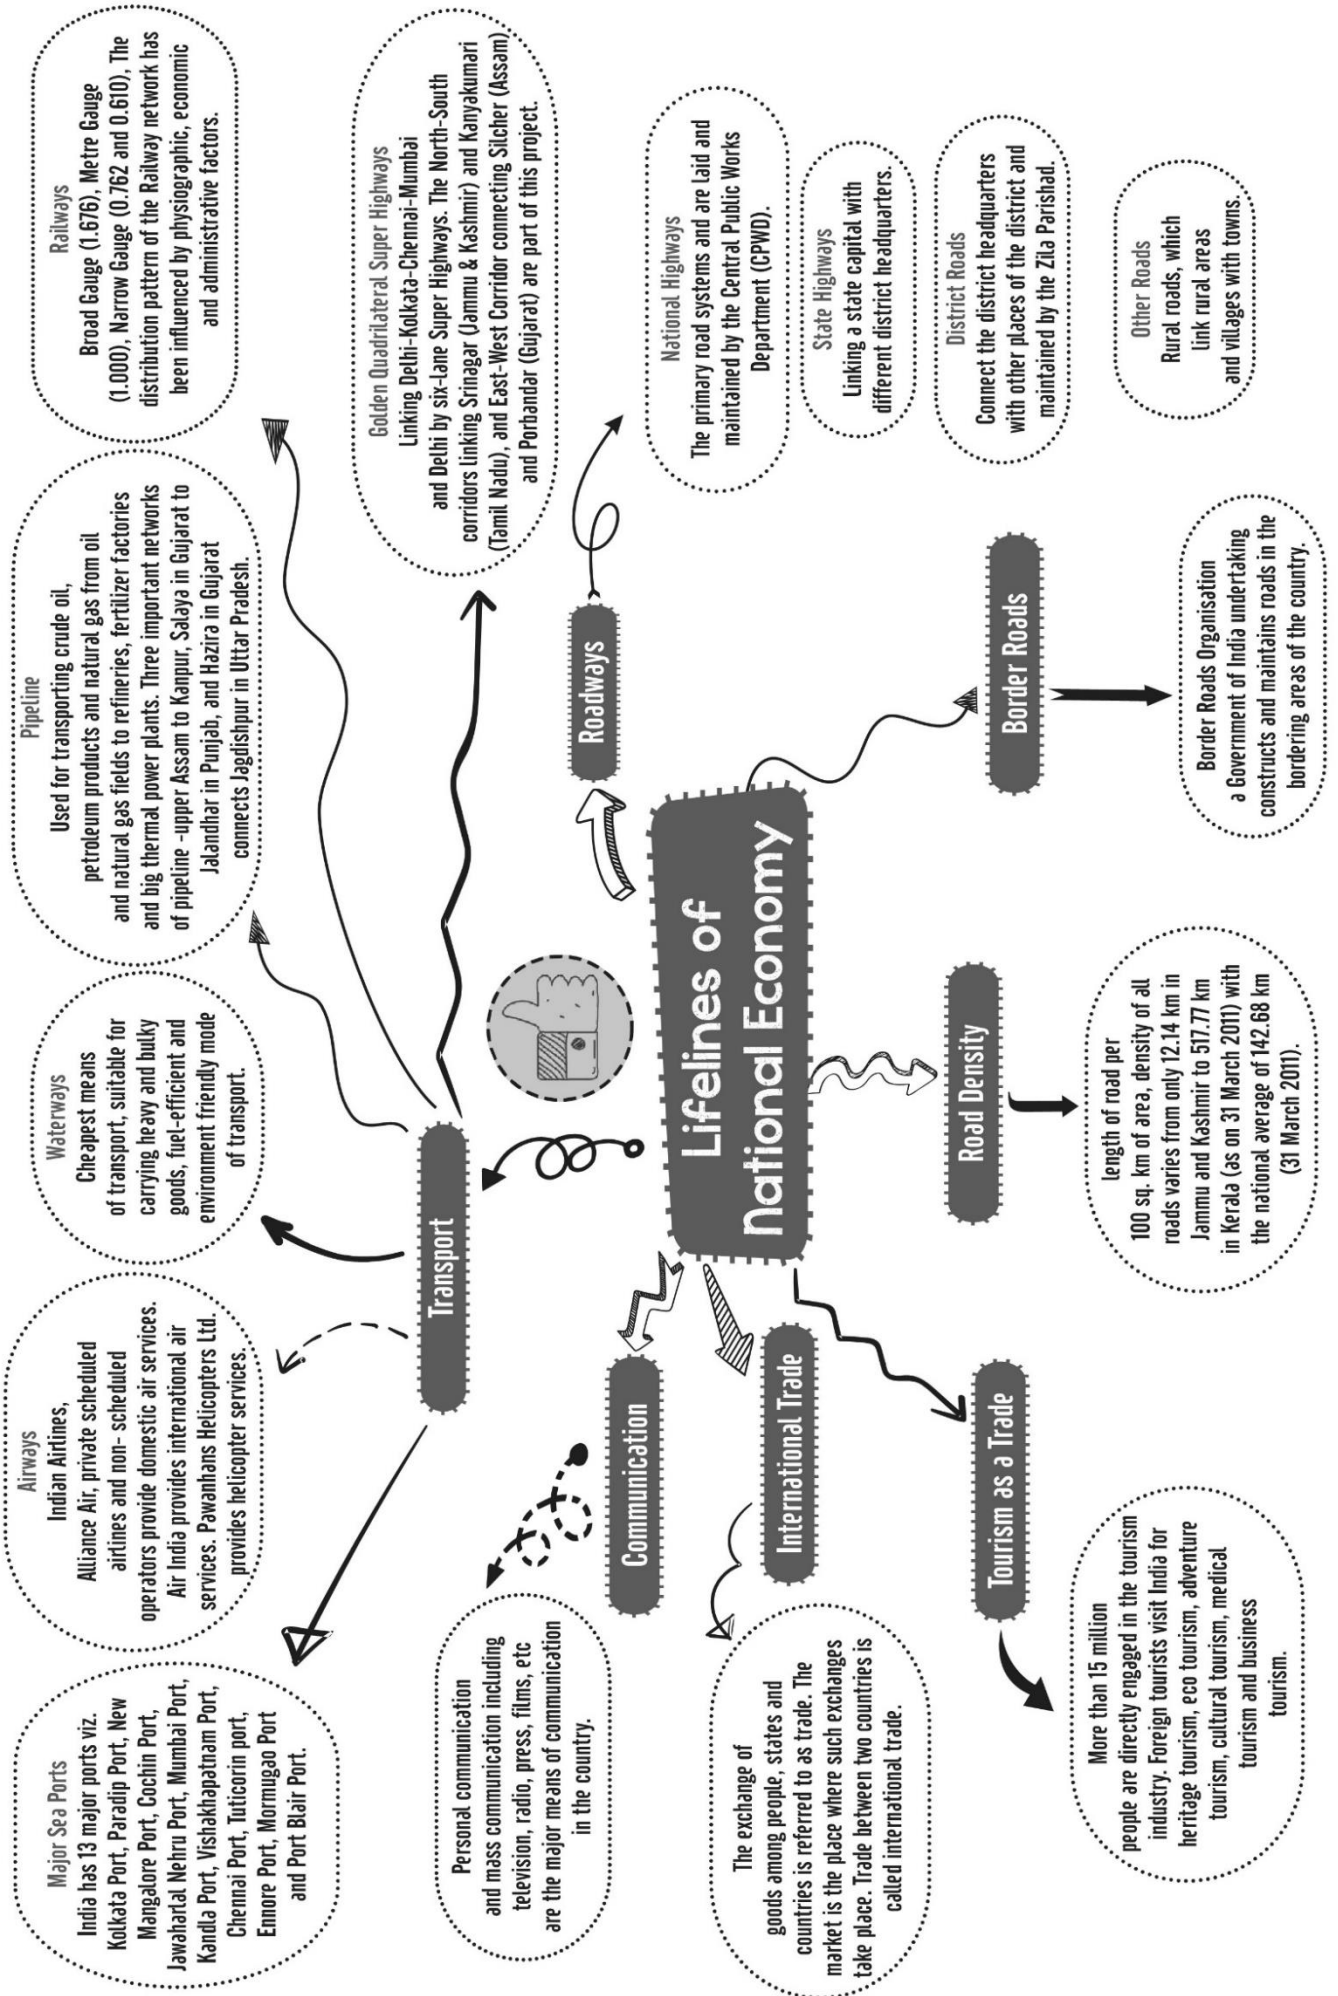 Major Sea Ports
India has 13 major ports viz.
Kolkata Port, Paradip Port, New
Mangalore Port, Cochin Port,
Jawaharlal Nehru Port, Mumbai Port,
Kandla Port, Vishakhapatnam Port,
Chennai Port, Tuticorin port,
Ennore Port, Mormugao Port
and Port Blair Port.
Airways
Indian Airlines,
Alliance Air, private scheduled
airlines and non- scheduled
operators provide domestic air services.
Air India provides international air
services. Pawanhans Helicopters Ltd.
provides helicopter services.
Waterways
Cheapest means
of transport, suitable for
carrying heavy and bulky
goods, fuel-efficient and
environment friendly mode
of transport.
Pipeline
Used for transporting crude oil,
petroleum products and natural gas from oil
and natural gas fields to refineries, fertilizer factories
and big thermal power plants. Three important networks
of pipeline -upper Assam to Kanpur, Salaya in Gujarat to
Jalandhar in Punjab, and Hazira in Gujarat
connects Jagdishpur in Uttar Pradesh.
Railways
Broad Gauge (1.676), Metre Gauge
(1.000), Narrow Gauge (0.762 and 0.610), The
distribution pattern of the Railway network has
been influenced by physiographic, economic
and administrative factors.
Transport
Golden Quadrilateral Super Highways
Linking Delhi-Kolkata-Chennai-Mumbai
and Delhi by six-lane Super Highways. The North-South
corridors linking Srinagar (Jammu & Kashmir) and Kanyakumari
(Tamil Nadu), and East-West Corridor connecting Silcher (Assam)
and Porbandar (Gujarat) are part of this project.
Personal communication
and mass communication including
television, radio, press, films, etc
are the major means of communication
in the country.
Communication
Lifelines of
National Economy
Roadways
National Highways
The primary road systems and are laid and
maintained by the Central Public Works
Department (CPWD).
State Highways
Linking a state capital with
different district headquarters.
District Roads
Connect the district headquarters
with other places of the district and
maintained by the Zila Parishad.
Other Roads
Rural roads, which
link rural areas
and villages with towns.
The exchange of
goods among people, states and
countries is referred to as trade. The
market is the place where such exchanges
take place. Trade between two countries is
called international trade.
International Trade
Tourism as a Trade
More than 15 million
people are directly engaged in the tourism
industry. Foreign tourists visit India for
heritage tourism, eco tourism, adventure
tourism, cultural tourism, medical
tourism and business
tourism.
Road Density
length of road per
100 sq. km of area, density of all
roads varies from only 12.14 km in
Jammu and Kashmir to 517.77 km
in Kerala (as on 31 March 2011) with
the national average of 142.68 km
(31 March 2011).
Border Roads
Border Roads Organisation
a Government of India undertaking
constructs and maintains roads in the
bordering areas of the country.